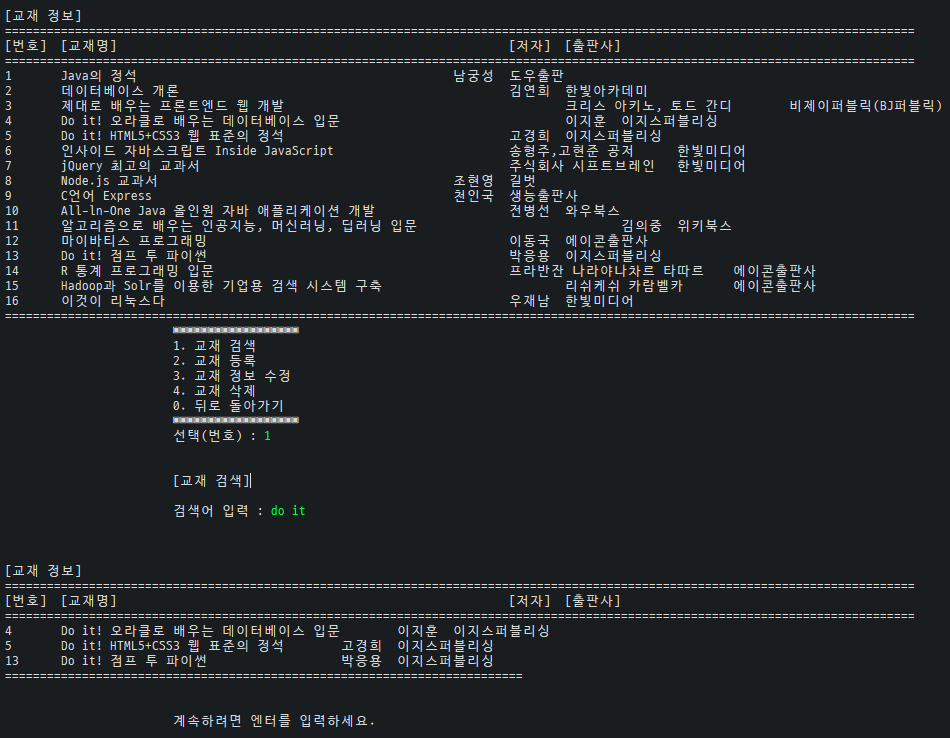 [교재 정보]
==================================================================================================================================
[번호] [교재명] [저자] [출판사]
==================================================================================================================================
1 Java의 정석 남궁성 도우출판
2 데이터베이스 개론 김연희 한빛아카데미
3 제대로 배우는 프론트엔드 웹 개발 크리스 아키노, 토드 간디 비제이퍼블릭(BJ퍼블릭)
4 Do it! 오라클로 배우는 데이터베이스 입문 이지훈 이지스퍼블리싱
5 Do it! HTML5+CSS3 웹 표준의 정석 고경희 이지스퍼블리싱
6 인사이드 자바스크립트 Inside JavaScript 송형주,고현준 공저 한빛미디어
7 jQuery 최고의 교과서 주식회사 시프트브레인 한빛미디어
8 Node.js 교과서 조현영 길벗
9 C언어 Express 천인국 생능출판사
10 All-ln-One Java 올인원 자바 애플리케이션 개발 전병선 와우북스
11 알고리즘으로 배우는 인공지능, 머신러닝, 딥러닝 입문 김의중 위키북스
12 마이바티스 프로그래밍 이동국 에이콘출판사
13 Do it! 점프 투 파이썬 박응용 이지스퍼블리싱
14 R 통계 프로그래밍 입문 프라반잔 나라야나차르 타따르 에이콘출판사
15 Hadoop과 Solr를 이용한 기업용 검색 시스템 구축 리쉬케쉬 카람벨카 에이콘출판사
16 이것이 리눅스다 우재남 한빛미디어
==================================================================================================================================
▣▣▣▣▣▣▣▣▣▣▣▣▣▣▣▣▣▣
1. 교재 검색
2. 교재 등록
3. 교재 정보 수정
4. 교재 삭제
0. 뒤로 돌아가기
▣▣▣▣▣▣▣▣▣▣▣▣▣▣▣▣▣▣
선택(번호) : 1
[교재 검색]
검색어 입력 : do it
[교재 정보]
==================================================================================================================================
[번호] [교재명] [저자] [출판사]
==================================================================================================================================
4 Do it! 오라클로 배우는 데이터베이스 입문 이지훈 이지스퍼블리싱
5 Do it! HTML5+CSS3 웹 표준의 정석 고경희 이지스퍼블리싱
13 Do it! 점프 투 파이썬 박응용 이지스퍼블리싱
==========================================================================
계속하려면 엔터를 입력하세요.